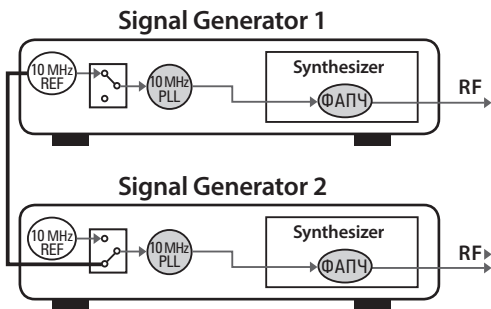 Signal Generator 1
10 MHz
REF
10 MHz
PLL
Synthesizer
ФАПЧ
RF
Signal Generator 2
10 MHz
REF
10 MHz
PLL
Synthesizer
ФАПЧ
RF